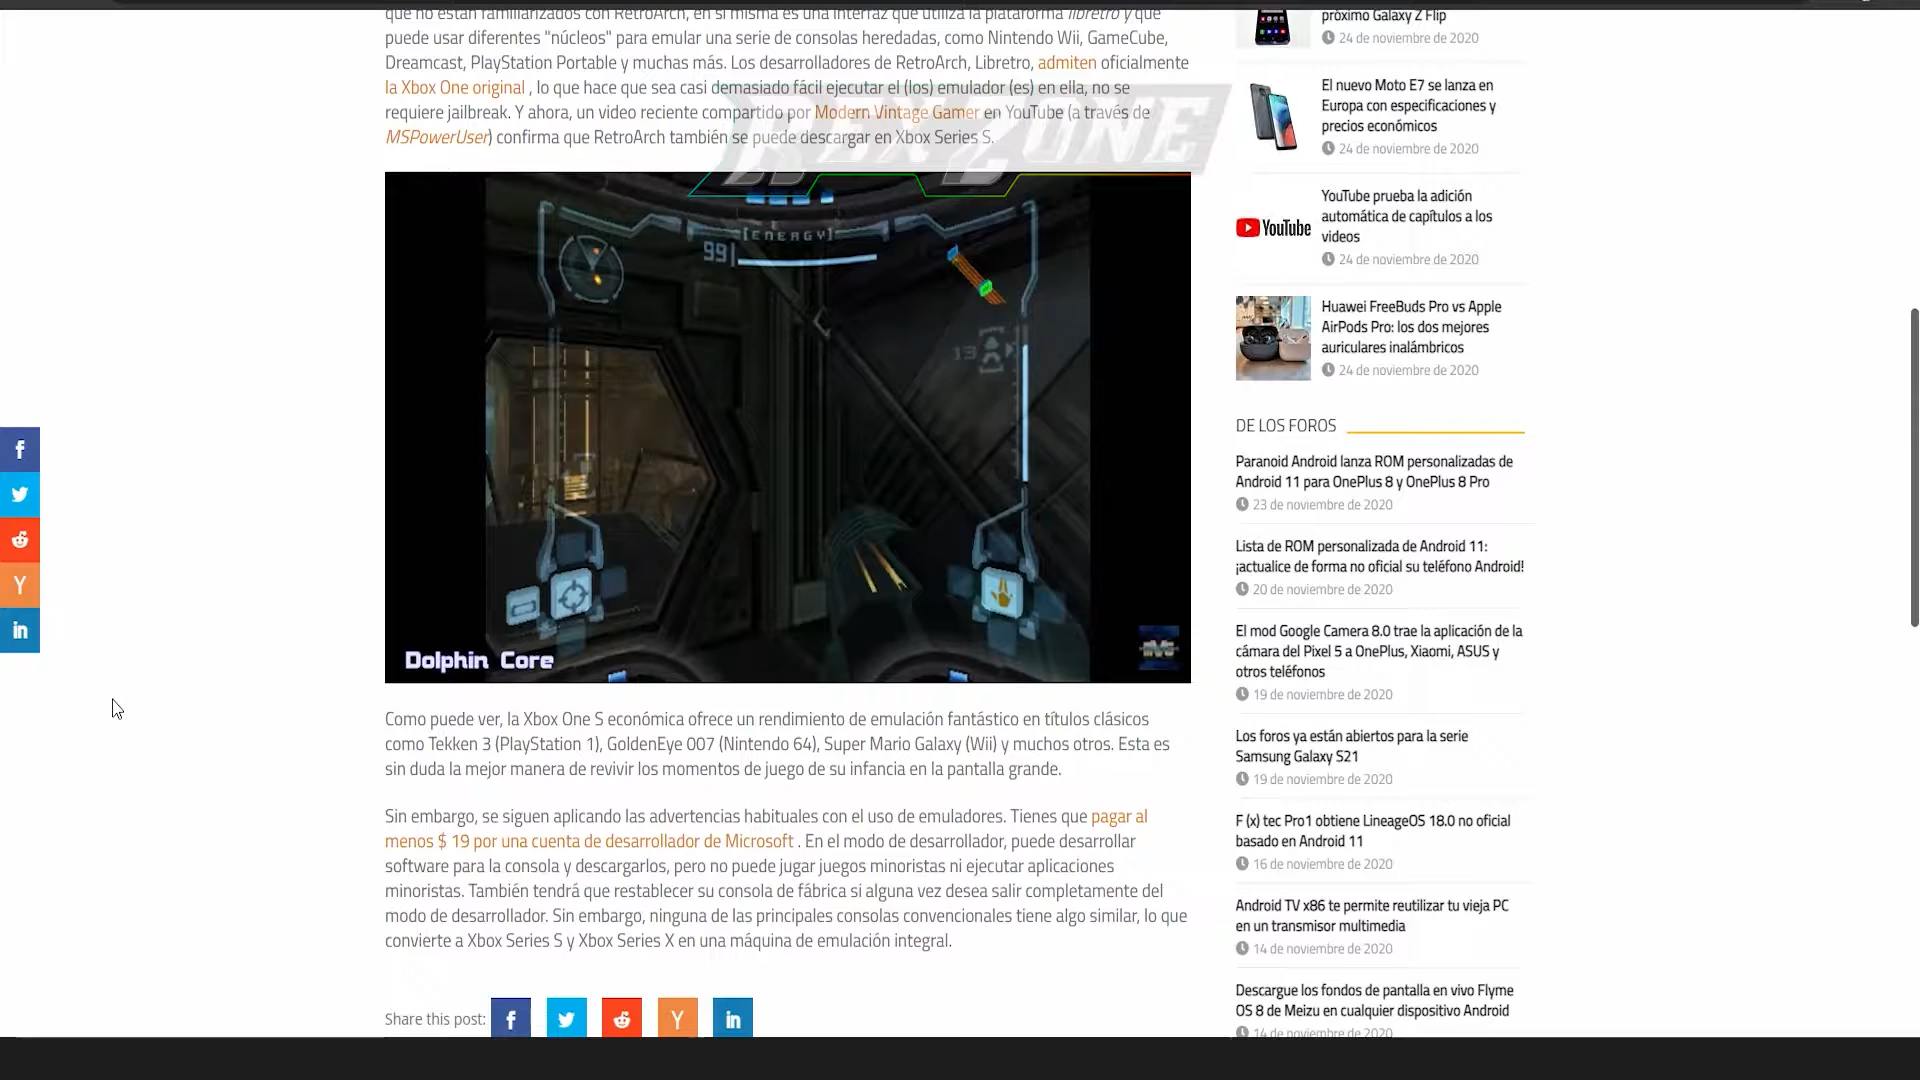 que no están familiarizados con RetroArch, en sí misma es una interfaz que utiliza la plataforma libretro y que
puede usar diferentes "núcleos" para emular una serie de consolas heredadas, como Nintendo Wii, GameCube,
Dreamcast, PlayStation Portable y muchas más. Los desarrolladores de RetroArch, Libretro, admiten oficialmente
la Xbox One original , lo que hace que sea casi demasiado fácil ejecutar el (los) emulador (es) en ella, no se
requiere jailbreak. Y ahora, un video reciente compartido por Modern Vintage Gamer en YouTube (a través de
MSPowerUser) confirma que RetroArch también se puede descargar en Xbox Series S.
ZONE
[ENERGY]
99
13
Dolphin Core
MVG
Como puede ver, la Xbox One S económica ofrece un rendimiento de emulación fantástico en títulos clásicos
como Tekken 3 (PlayStation 1), GoldenEye 007 (Nintendo 64), Super Mario Galaxy (Wii) y muchos otros. Esta es
sin duda la mejor manera de revivir los momentos de juego de su infancia en la pantalla grande.
Sin embargo, se siguen aplicando las advertencias habituales con el uso de emuladores. Tienes que pagar al
menos $ 19 por una cuenta de desarrollador de Microsoft . En el modo de desarrollador, puede desarrollar
software para la consola y descargarlos, pero no puede jugar juegos minoristas ni ejecutar aplicaciones
minoristas. También tendrá que restablecer su consola de fábrica si alguna vez desea salir completamente del
modo de desarrollador. Sin embargo, ninguna de las principales consolas convencionales tiene algo similar, lo que
convierte a Xbox Series S y Xbox Series X en una máquina de emulación integral.
Share this post:
próximo Galaxy Z Flip
24 de noviembre de 2020
El nuevo Moto E7 se lanza en
Europa con especificaciones y
precios económicos
24 de noviembre de 2020
YouTube
YouTube prueba la adición
automática de capítulos a los
videos
24 de noviembre de 2020
Huawei FreeBuds Pro vs Apple
AirPods Pro: los dos mejores
auriculares inalámbricos
24 de noviembre de 2020
DE LOS FOROS
Paranoid Android lanza ROM personalizadas de
Android 11 para OnePlus 8 y OnePlus 8 Pro
23 de noviembre de 2020
Lista de ROM personalizada de Android 11:
¡actualice de forma no oficial su teléfono Android!
20 de noviembre de 2020
El mod Google Camera 8.0 trae la aplicación de la
cámara del Pixel 5 a OnePlus, Xiaomi, ASUS y
otros teléfonos
19 de noviembre de 2020
Los foros ya están abiertos para la serie
Samsung Galaxy S21
19 de noviembre de 2020
F (x) tec Pro1 obtiene LineageOS 18.0 no oficial
basado en Android 11
16 de noviembre de 2020
Android TV x86 te permite reutilizar tu vieja PC
en un transmisor multimedia
14 de noviembre de 2020
Descargue los fondos de pantalla en vivo Flyme
OS 8 de Meizu en cualquier dispositivo Android
14 de noviembre de 2020